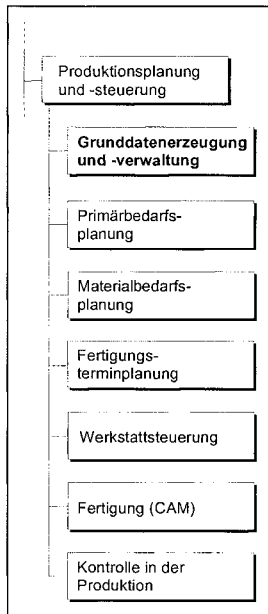 Produktionsplanung
und -steuerung
Grunddatenerzeugung
und -verwaltung
Primärbedarfs-
planung
Materialbedarfs-
planung
Fertigungs-
terminplanung
Werkstattsteuerung
Fertigung (CAM)
Kontrolle in der
Produktion